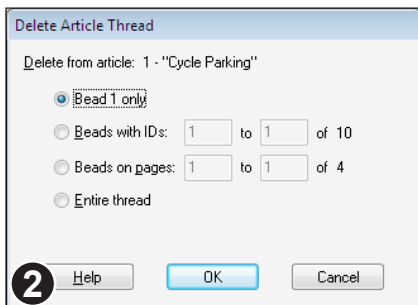 Delete Article Thread
Delete from article: 1 - "Cycle Parking"
Bead 1 only
Beads with IDs: 1 to 1 of 10
Beads on pages: 1 to 1 of 4
Entire thread
2 Help OK Cancel